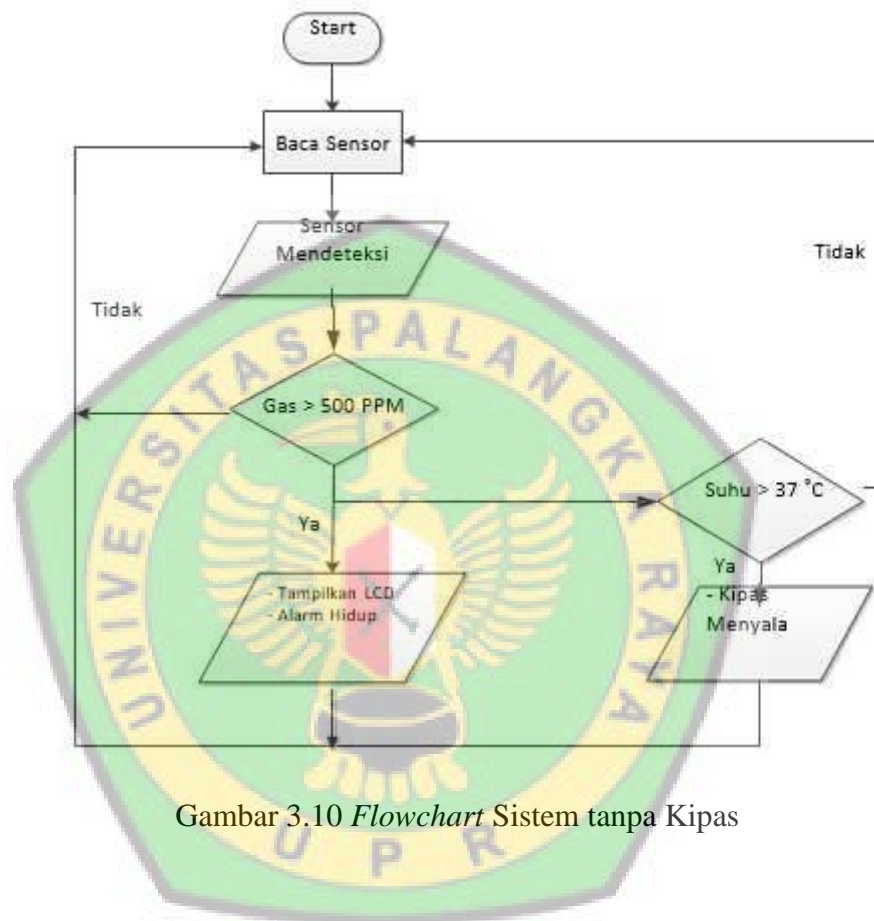 Start
Baca Sensor
Sensor
Mendeteksi
Tidak
Tidak
Gas > 500 PPM
Suhu > 37 °C
Ya
Ya
- Tampilkan LCD
- Alarm Hidup
- Kipas
Menyala
UNIVERSITAS PALANGKA RAYA
UPR
Gambar 3.10 Flowchart Sistem tanpa Kipas